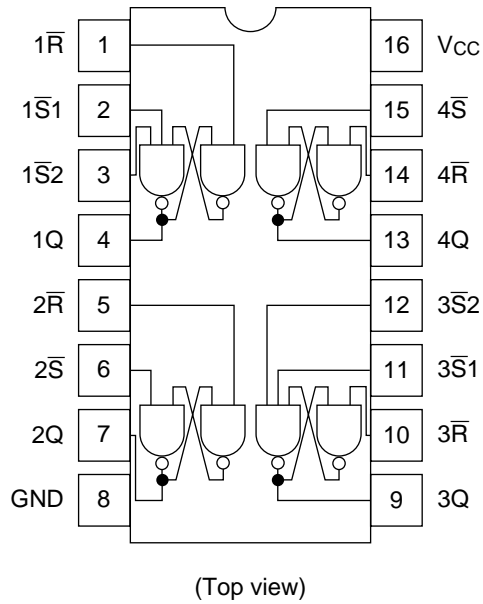 1R̅ 1 16 VCC
1S̅1 2 15 4S̅
1S̅2 3 14 4R̅
1Q 4 13 4Q
2R̅ 5 12 3S̅2
2S̅ 6 11 3S̅1
2Q 7 10 3R̅
GND 8 9 3Q
(Top view)